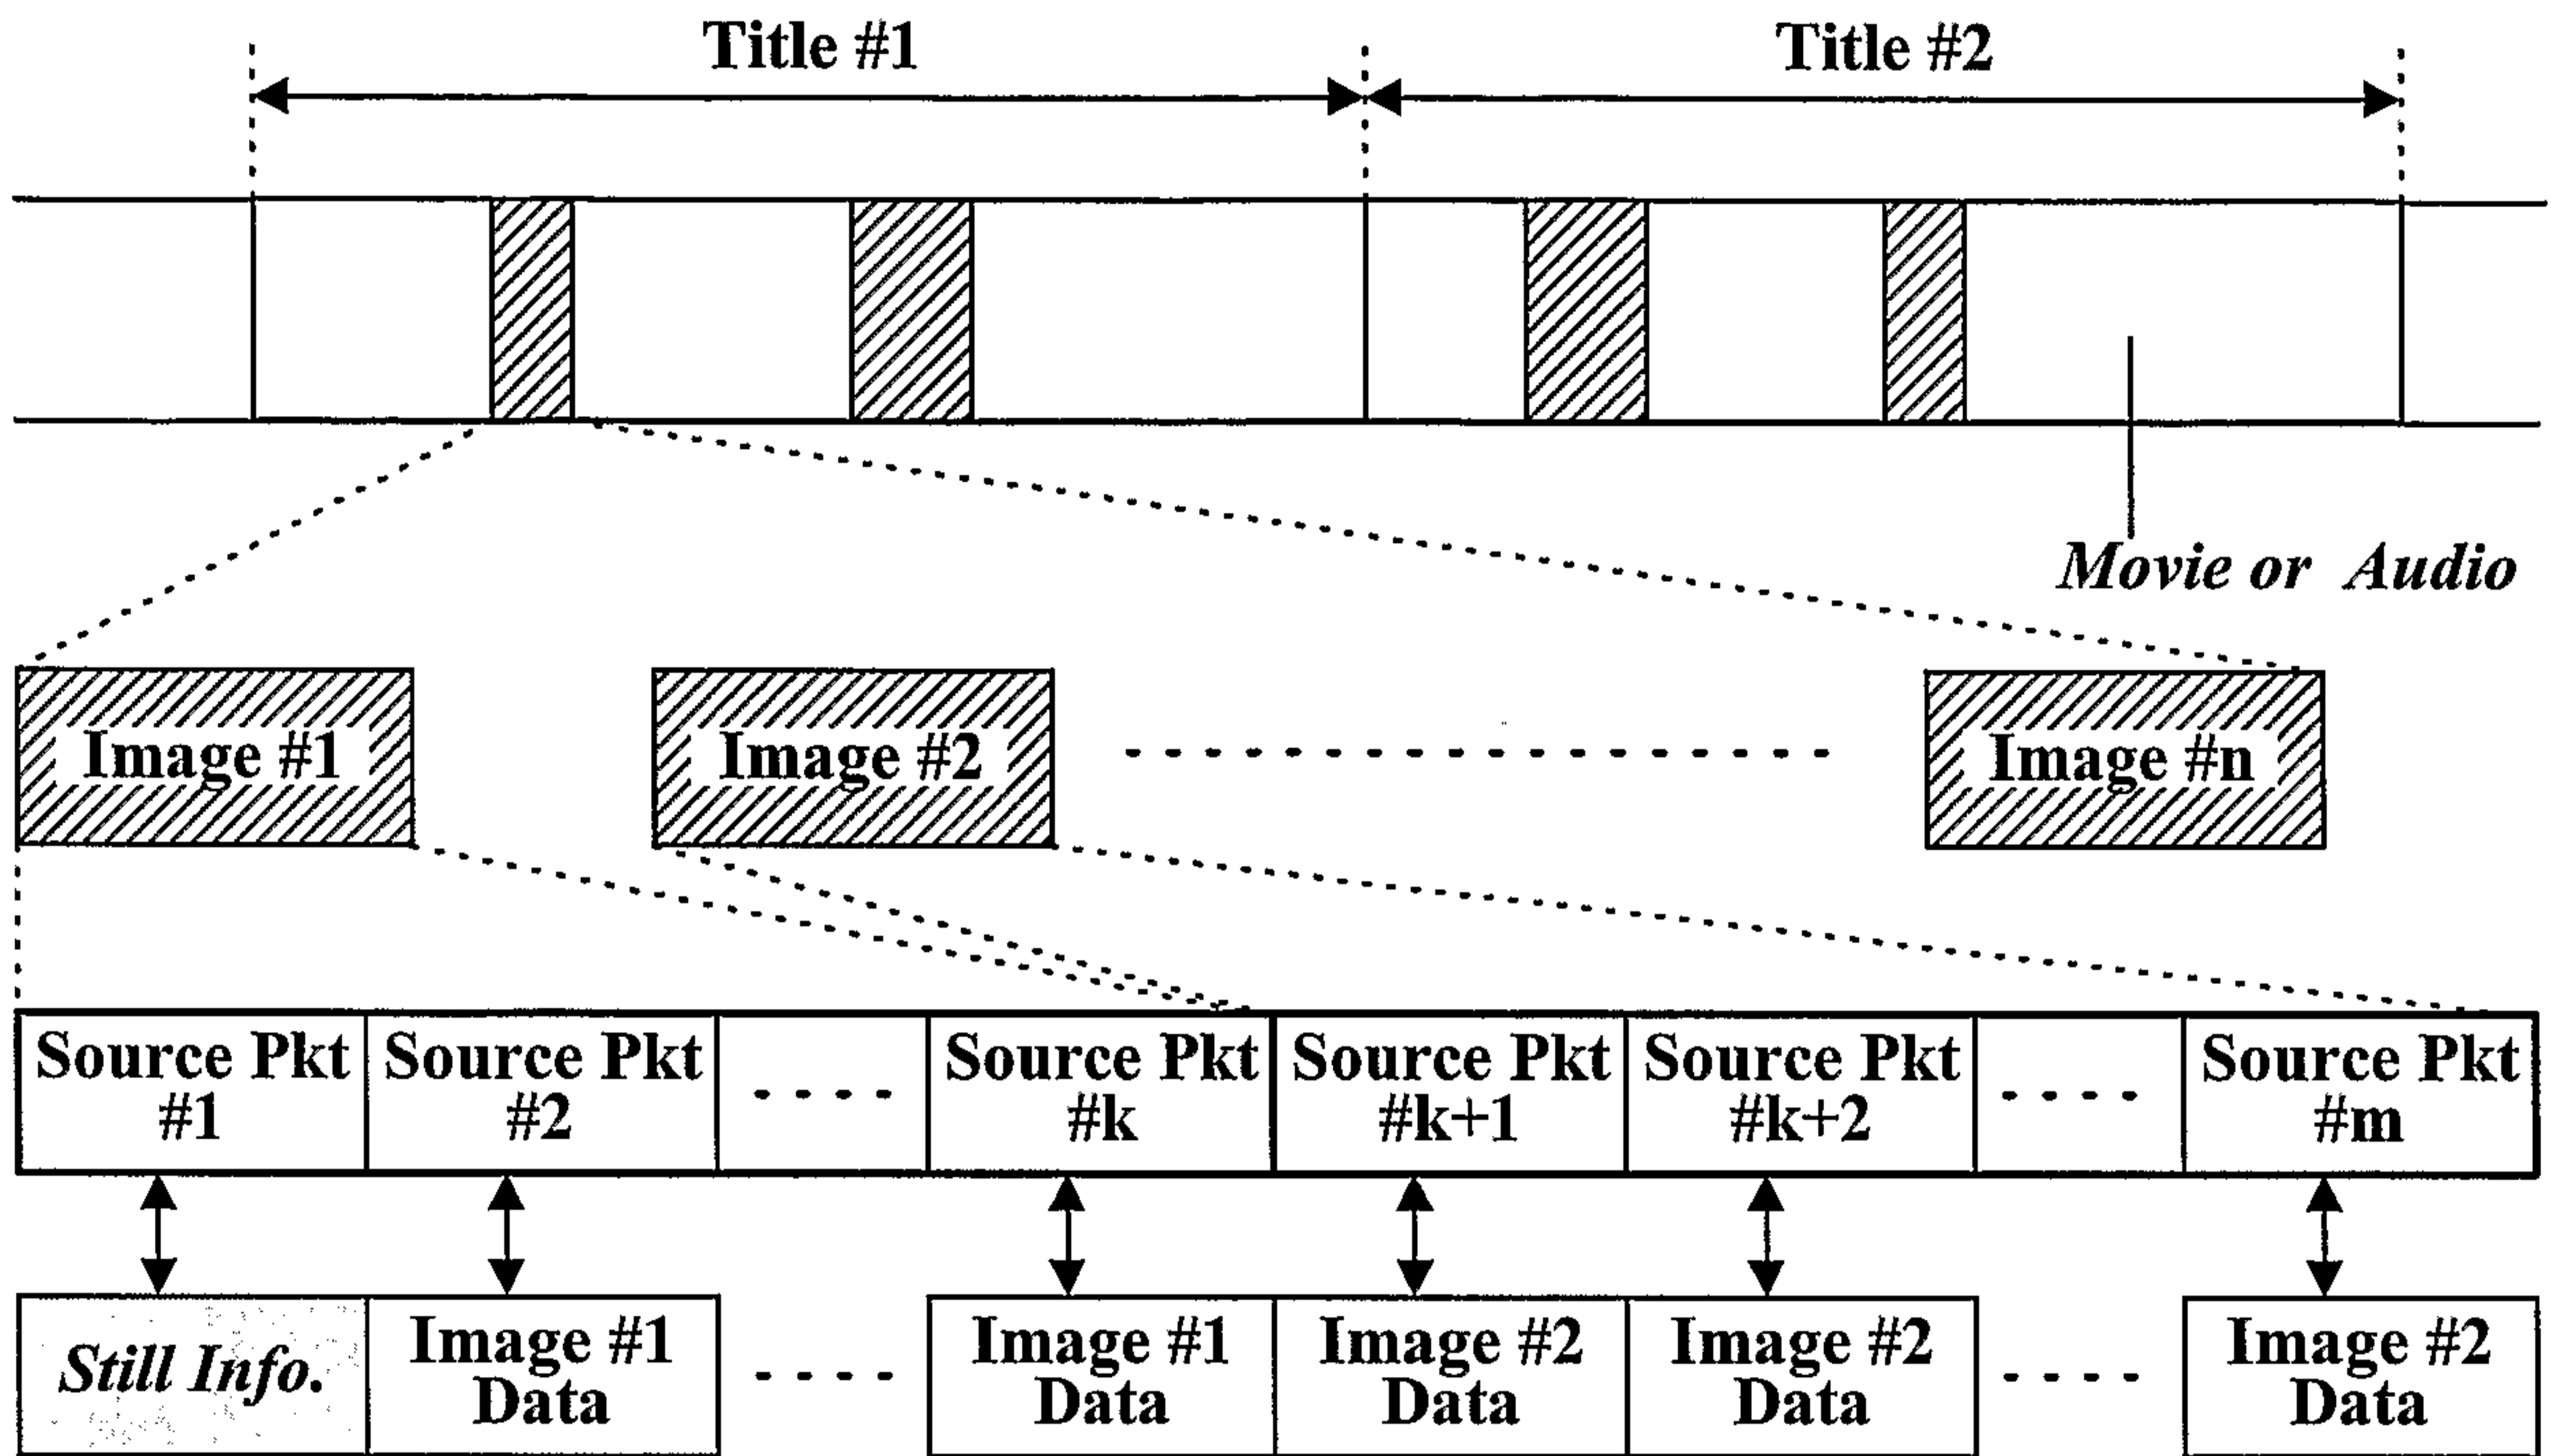 Title #1
Title #2
Movie or Audio
Image #1
Image #2
Image #n
Source Pkt
#1
Source Pkt
#2
Source Pkt
#k
Source Pkt
#k+1
Source Pkt
#k+2
Source Pkt
#m
Still Info.
Image #1
Data
Image #1
Data
Image #2
Data
Image #2
Data
Image #2
Data